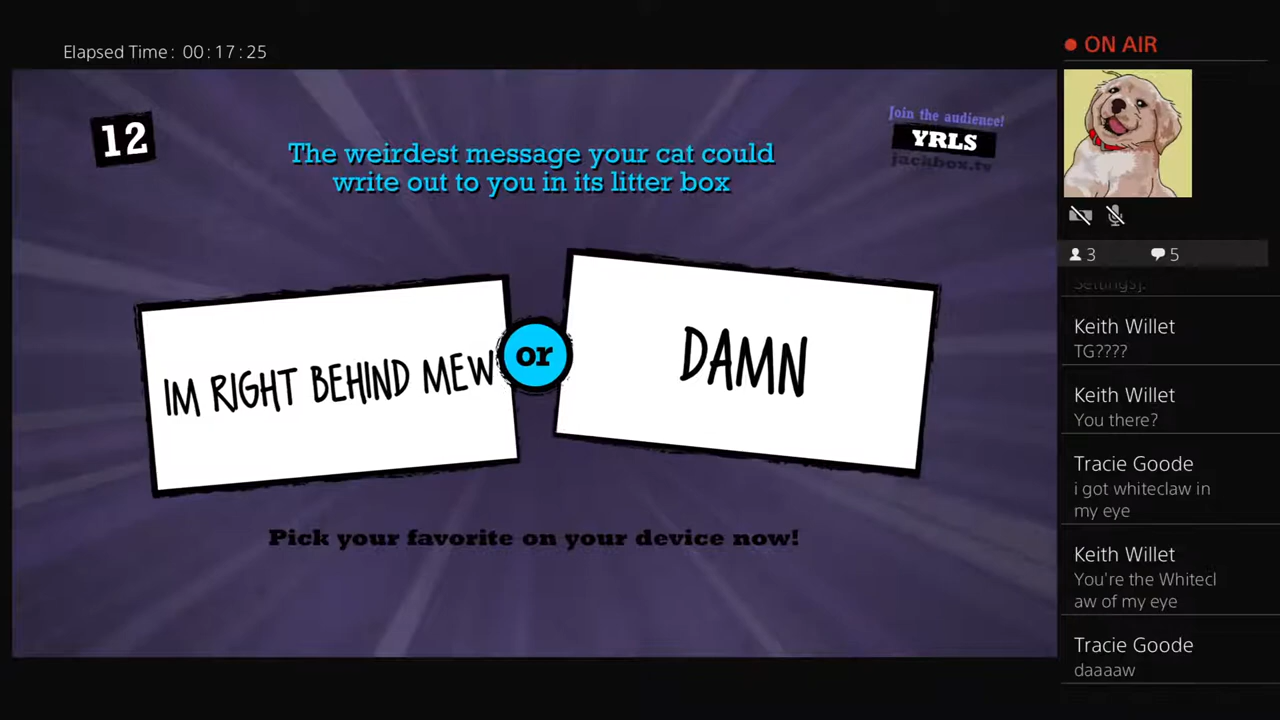 Elapsed Time: 00:17:25
ON AIR
12
The weirdest message your cat could
write out to you in its litter box
Join the audience!
YRLS
jackbox.tv
IM RIGHT BEHIND MEW
or
DAMN
Pick your favorite on your device now!
3
5
Settings].
Keith Willet
TG????
Keith Willet
You there?
Tracie Goode
i got whiteclaw in
my eye
Keith Willet
You're the Whitecl
aw of my eye
Tracie Goode
daaaaw